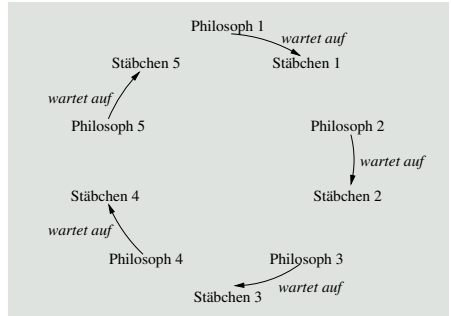 Philosoph 1
wartet auf
Stäbchen 5
Stäbchen 1
wartet auf
Philosoph 5
Philosoph 2
wartet auf
Stäbchen 4
Stäbchen 2
wartet auf
Philosoph 4
Philosoph 3
wartet auf
Stäbchen 3